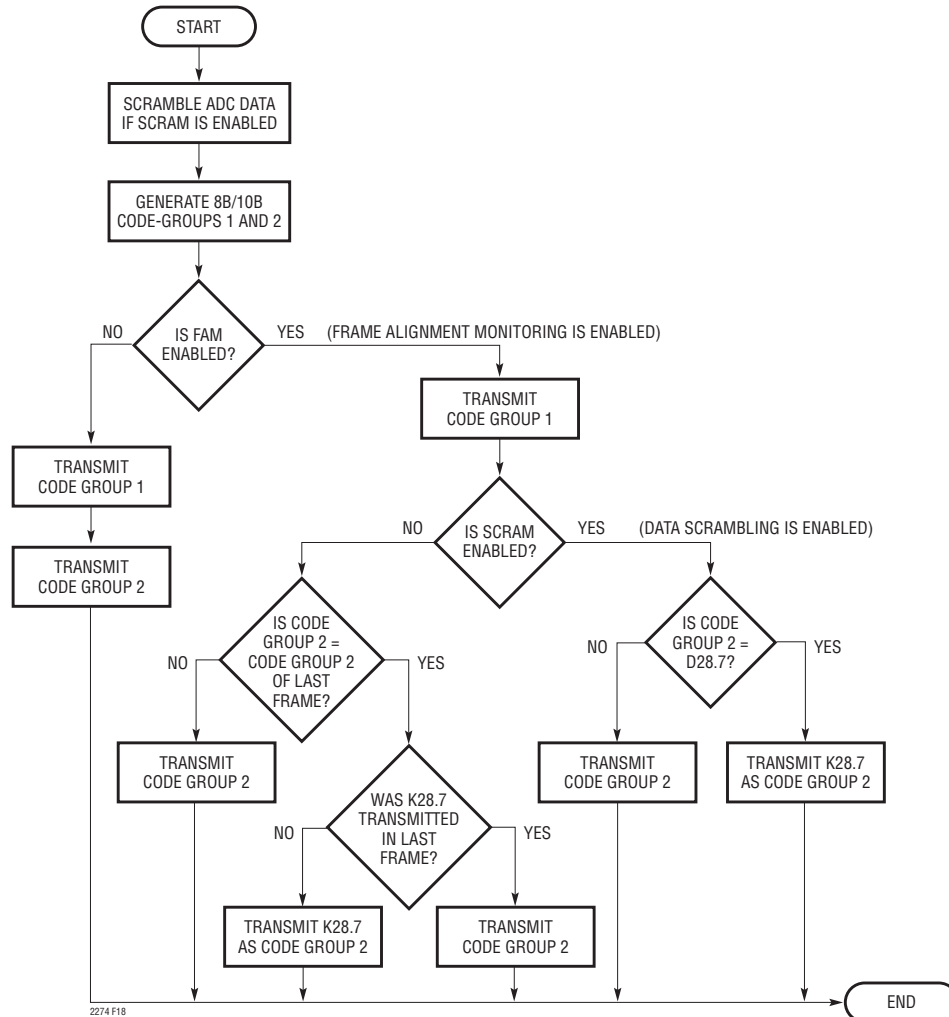 START
SCRAMBLE ADC DATA
IF SCRAM IS ENABLED
GENERATE 8B/10B
CODE-GROUPS 1 AND 2
IS FAM
ENABLED?
NO
YES
(FRAME ALIGNMENT MONITORING IS ENABLED)
TRANSMIT
CODE GROUP 1
TRANSMIT
CODE GROUP 2
TRANSMIT
CODE GROUP 1
IS SCRAM
ENABLED?
NO
YES
(DATA SCRAMBLING IS ENABLED)
IS CODE
GROUP 2 =
CODE GROUP 2
OF LAST
FRAME?
NO
YES
TRANSMIT
CODE GROUP 2
WAS K28.7
TRANSMITTED
IN LAST
FRAME?
NO
YES
TRANSMIT K28.7
AS CODE GROUP 2
TRANSMIT
CODE GROUP 2
IS CODE
GROUP 2 =
D28.7?
NO
YES
TRANSMIT
CODE GROUP 2
TRANSMIT K28.7
AS CODE GROUP 2
END
2274 F18